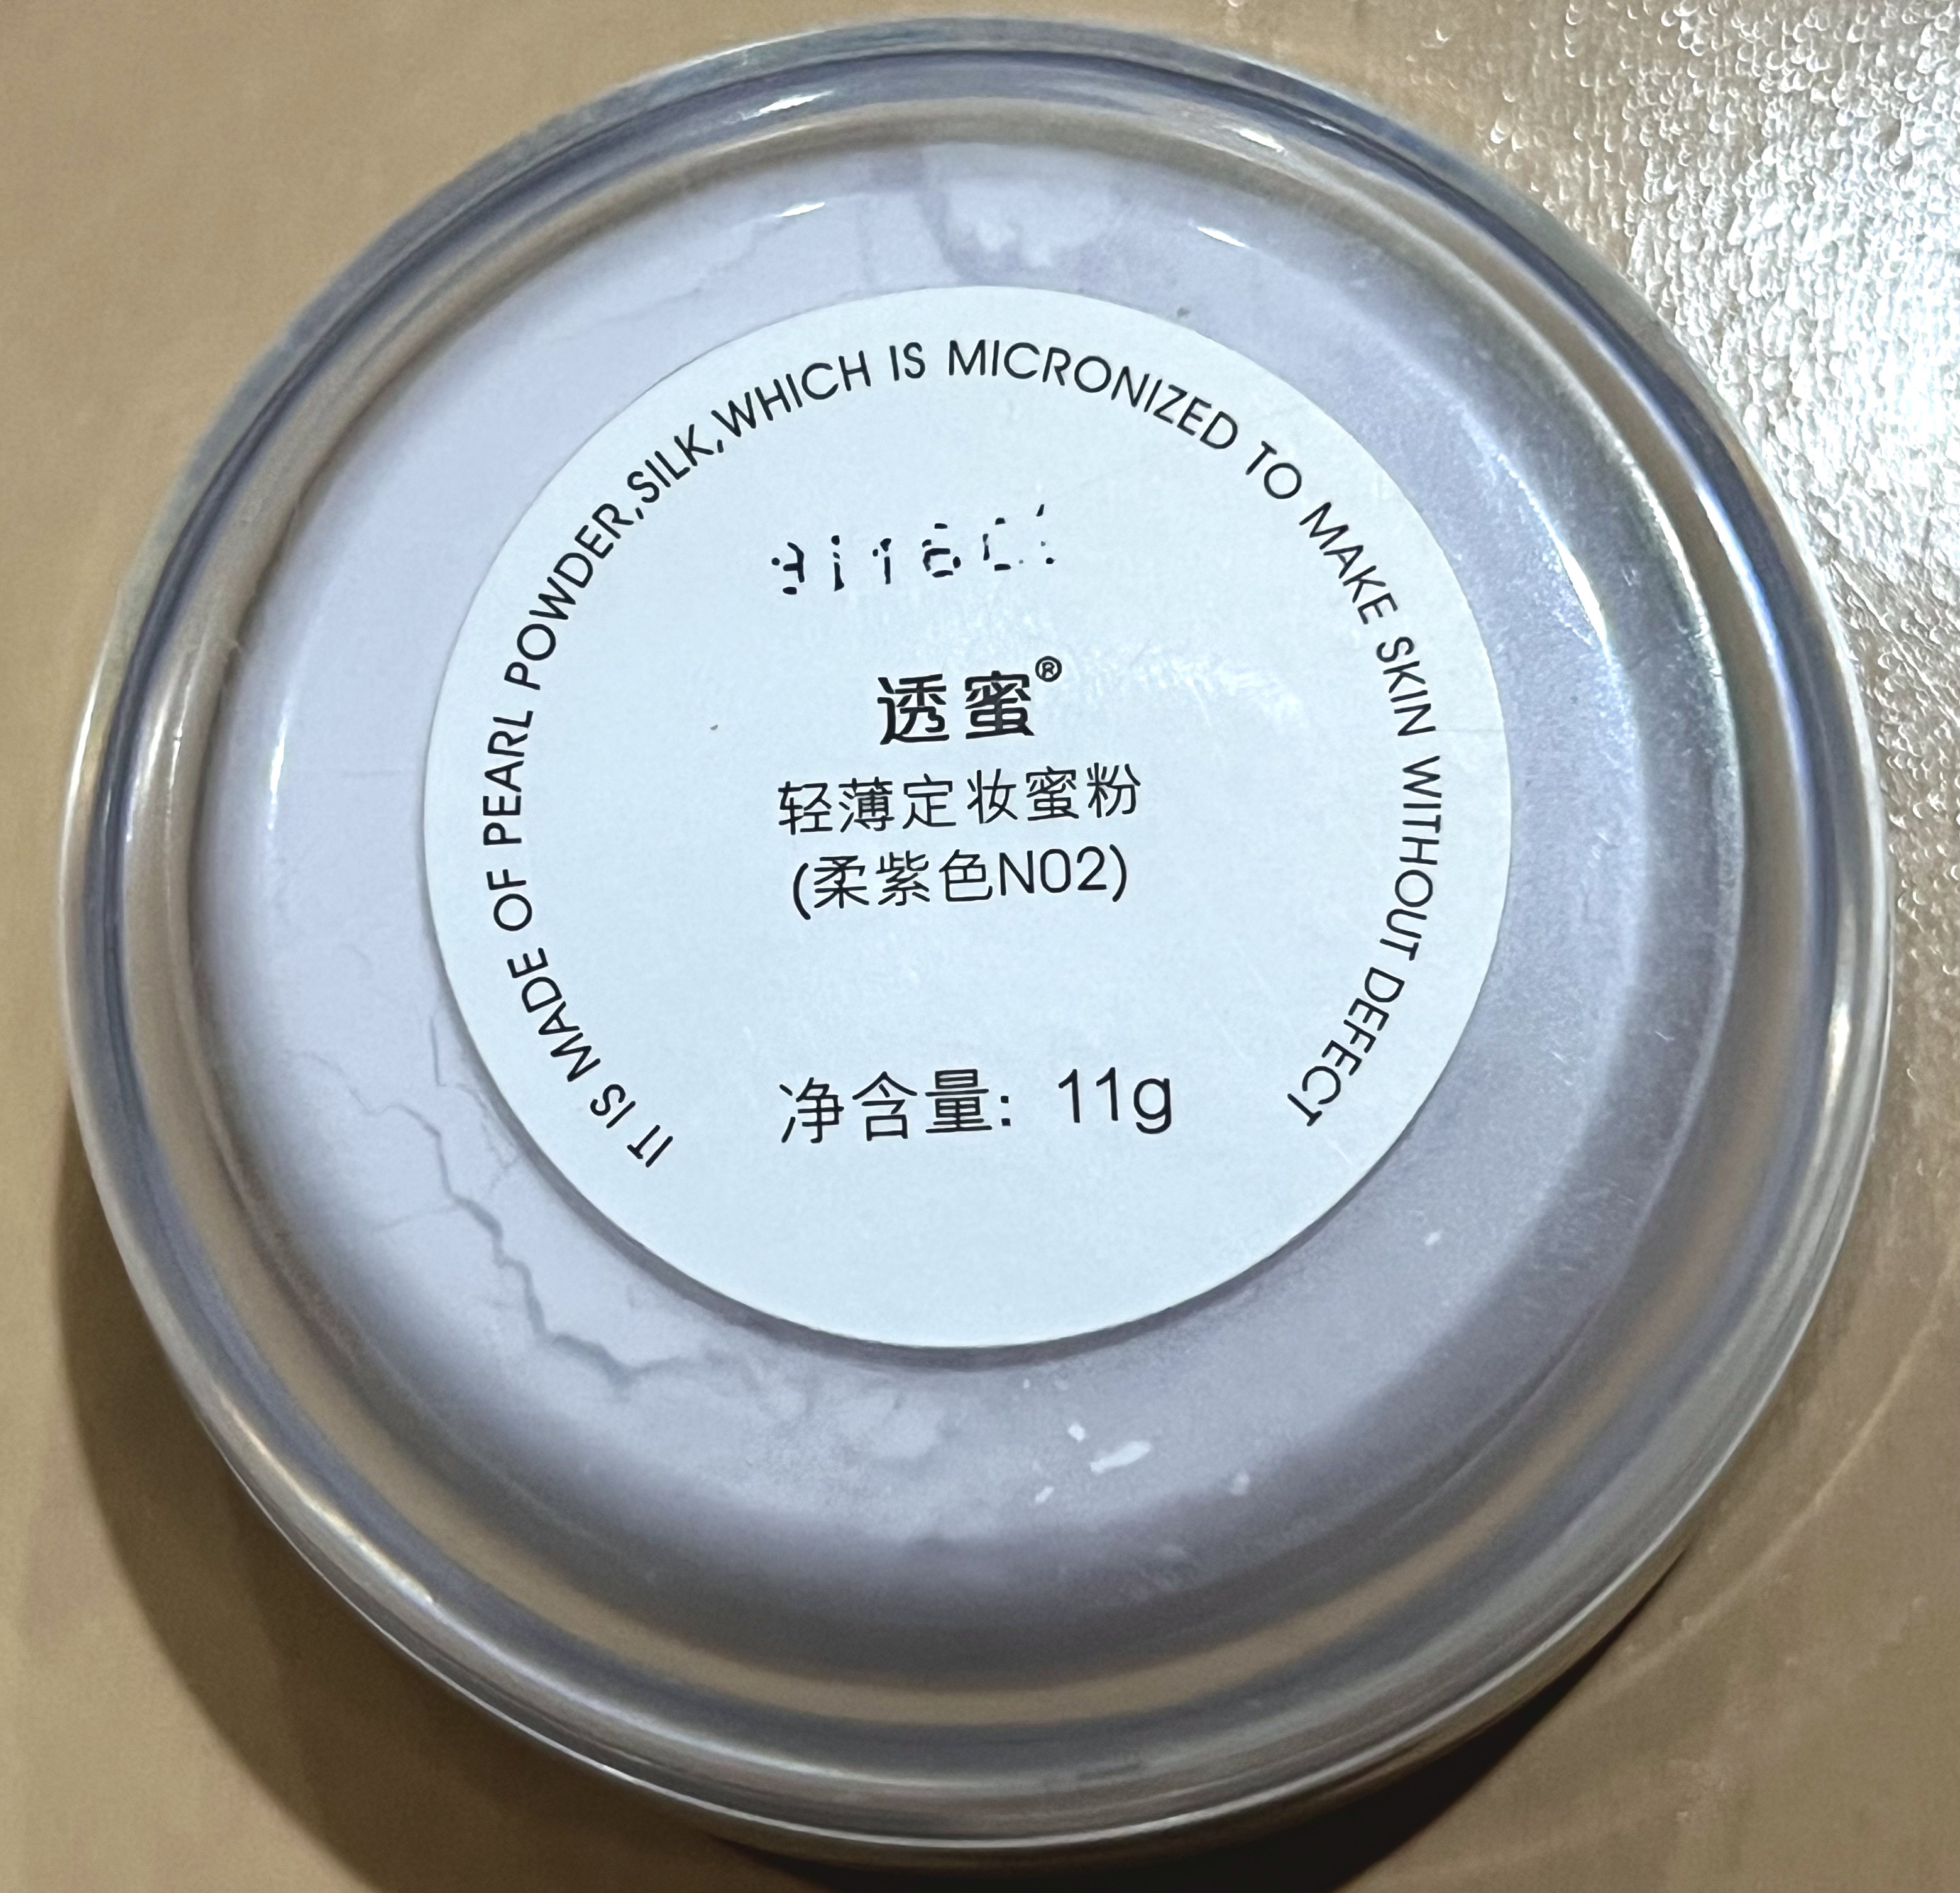 IT IS MADE OF PEARL POWDER,SILK,WHICH IS MICRONIZED TO MAKE SKIN WITHOUT DEFECT
透蜜®
轻薄定妆蜜粉
(柔紫色N02)
净含量: 11g